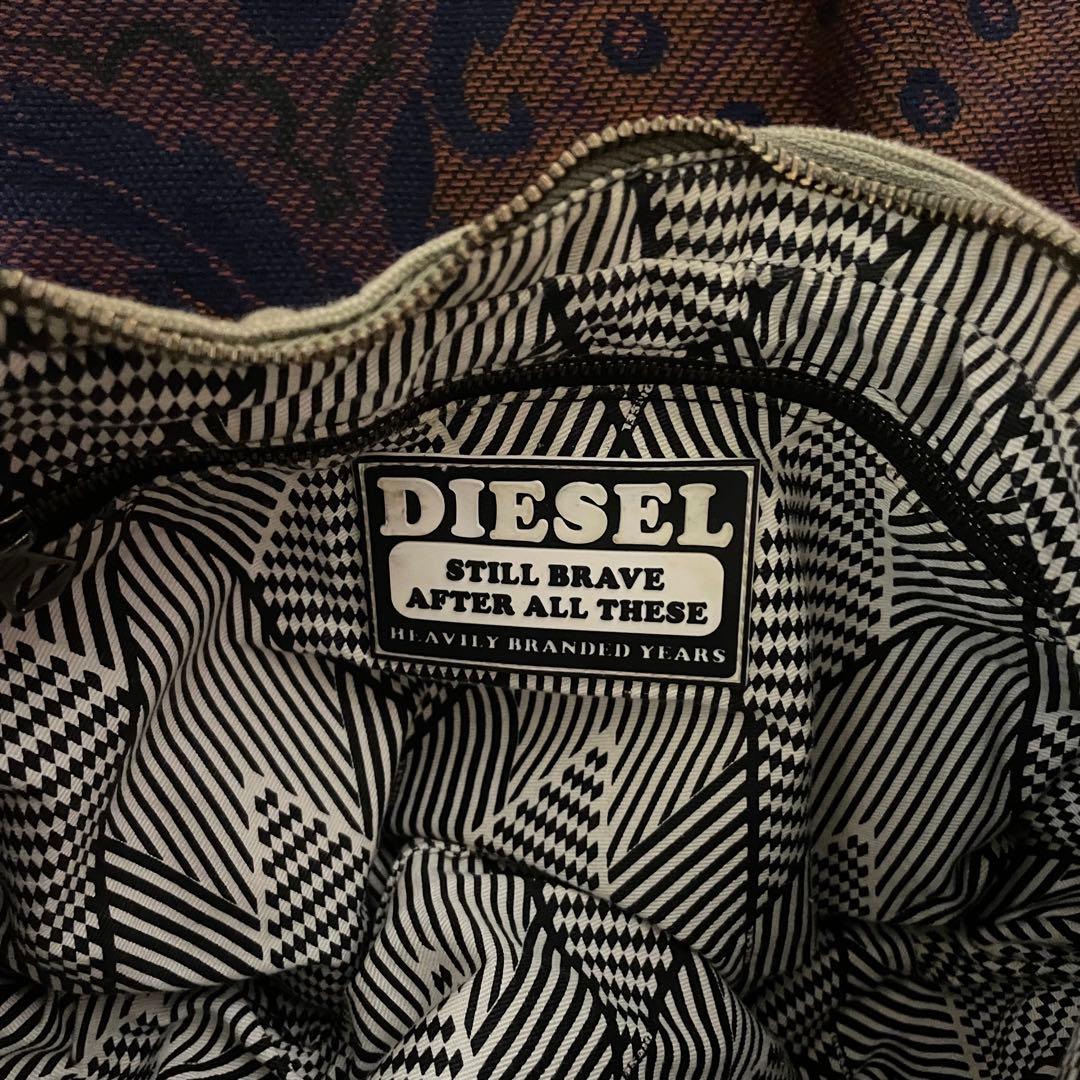 DIESEL
STILL BRAVE
AFTER ALL THESE
HEAVILY BRANDED YEARS